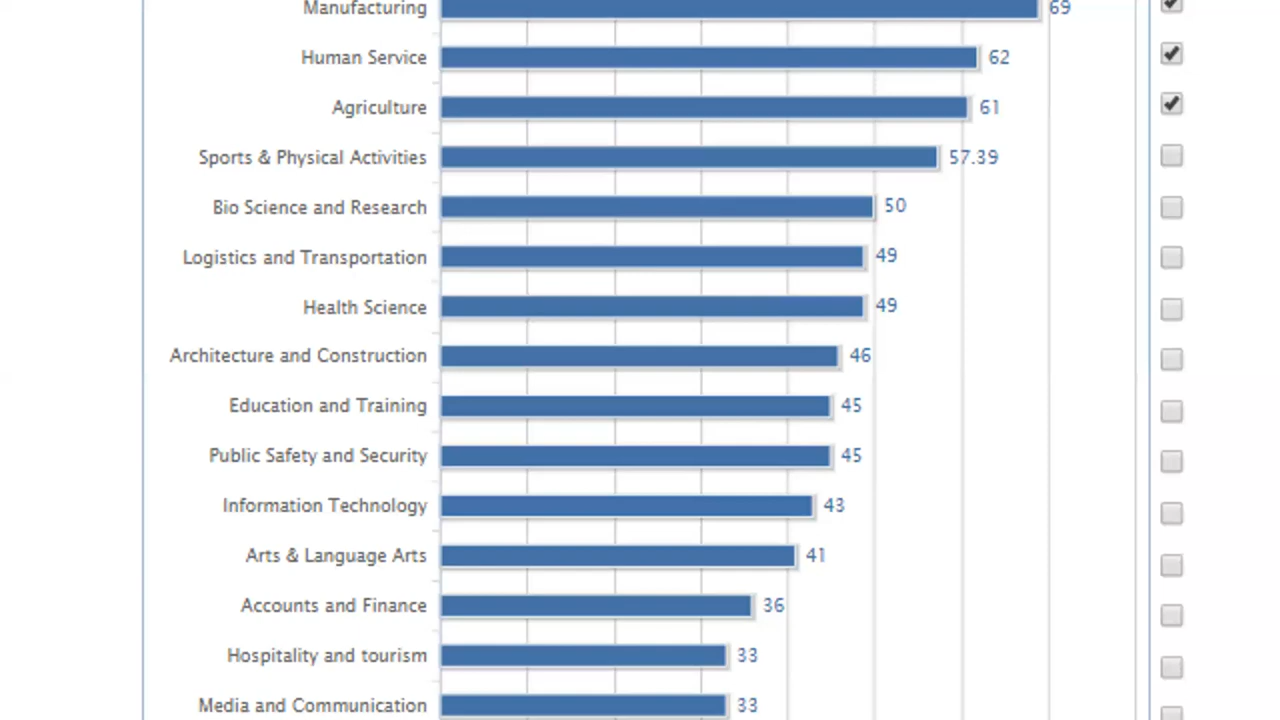 Manufacturing 69
Human Service 62
Agriculture 61
Sports & Physical Activities 57.39
Bio Science and Research 50
Logistics and Transportation 49
Health Science 49
Architecture and Construction 46
Education and Training 45
Public Safety and Security 45
Information Technology 43
Arts & Language Arts 41
Accounts and Finance 36
Hospitality and tourism 33
Media and Communication 33